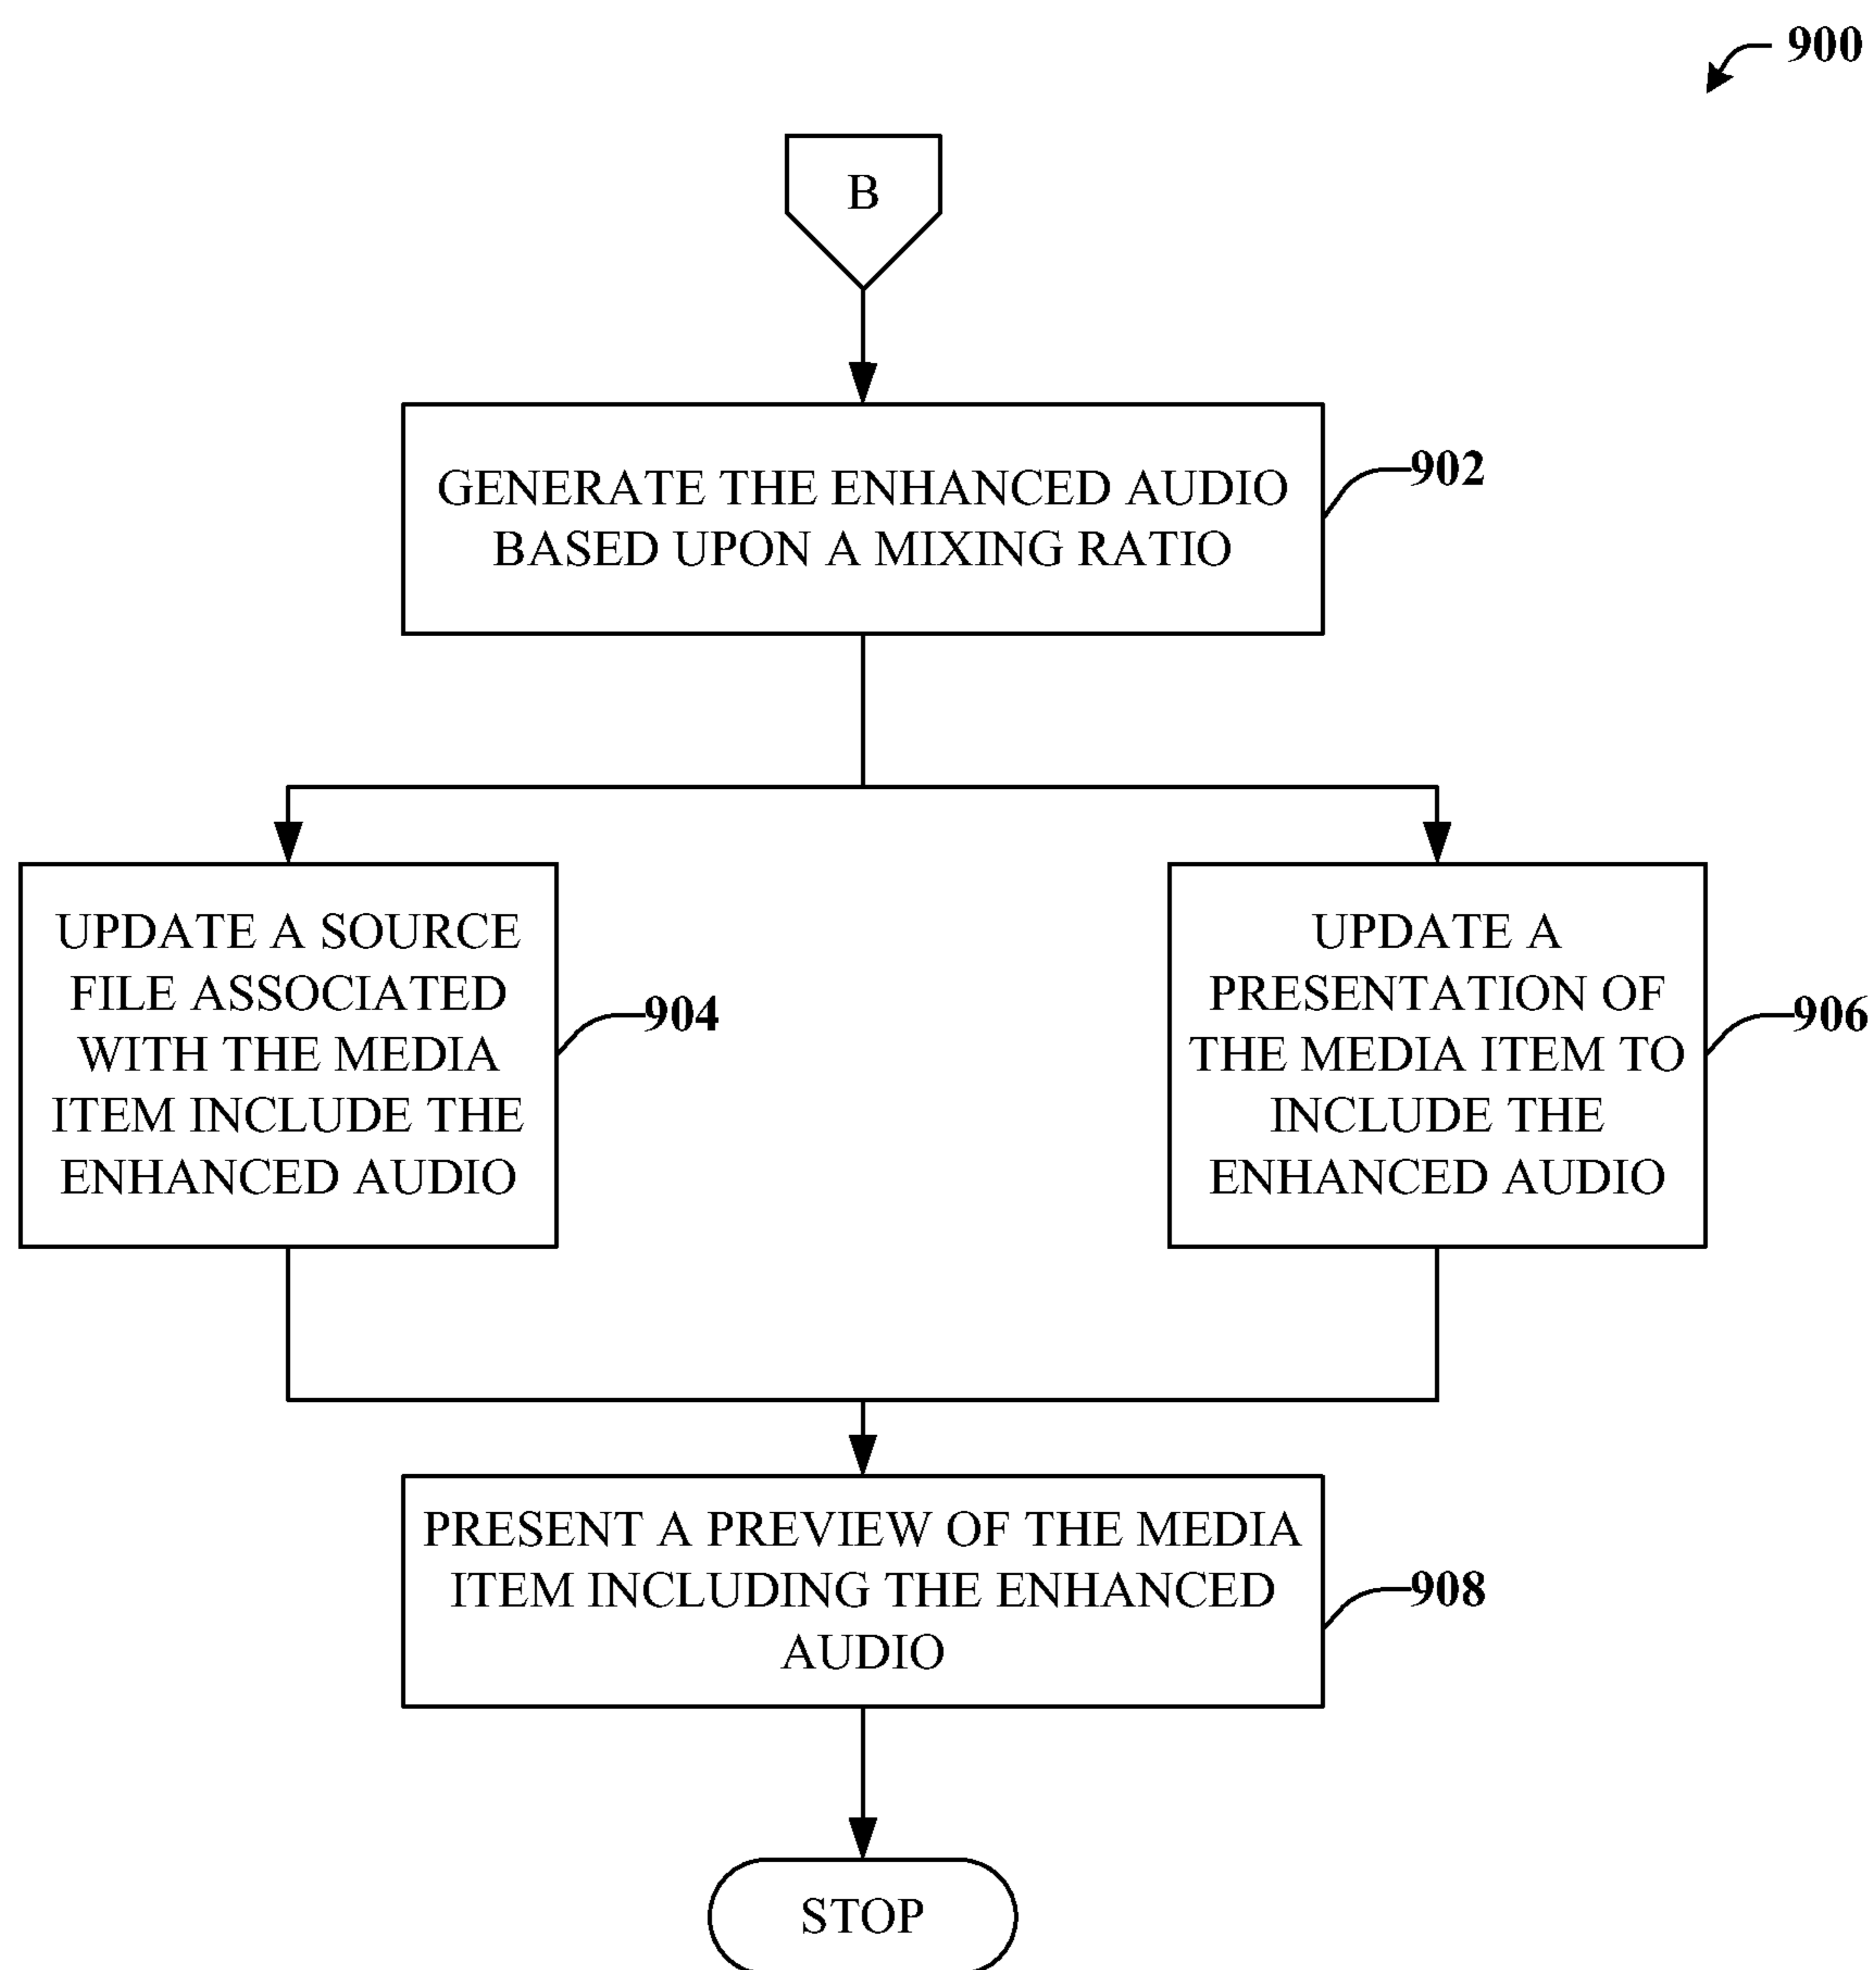 900
B
GENERATE THE ENHANCED AUDIO
BASED UPON A MIXING RATIO
902
UPDATE A SOURCE
FILE ASSOCIATED
WITH THE MEDIA
ITEM INCLUDE THE
ENHANCED AUDIO
904
UPDATE A
PRESENTATION OF
THE MEDIA ITEM TO
INCLUDE THE
ENHANCED AUDIO
906
PRESENT A PREVIEW OF THE MEDIA
ITEM INCLUDING THE ENHANCED
AUDIO
908
STOP